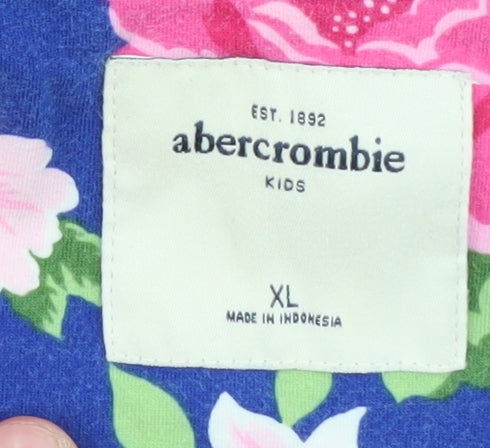 EST. 1892
abercrombie
KIDS
XL
MADE IN INDONESIA